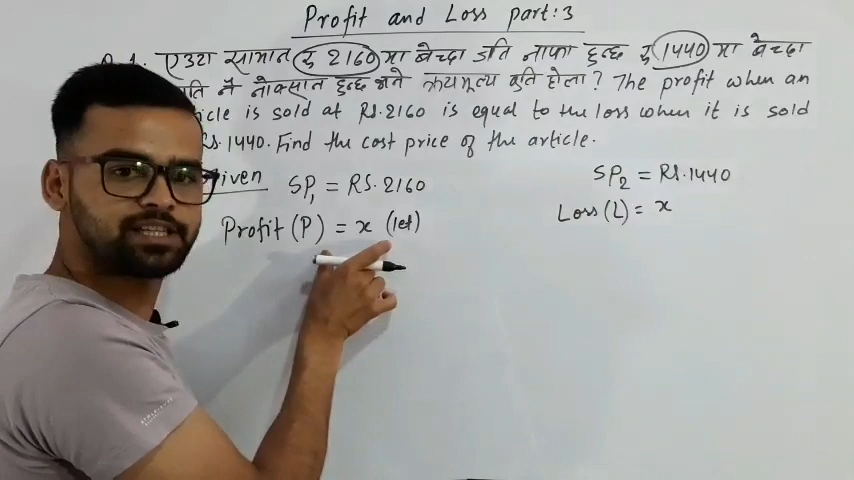 Profit and Loss part:3
Q.1. एउटा सामान रु 2160 मा बेच्दा जति नाफा हुन्छ रु 1440 मा बेच्दा
ति नै नोक्सान हुन्छ भने क्रयमूल्य कति होला? The profit when an
icle is sold at Rs.2160 is equal to the loss when it is sold
Rs.1440. Find the cost price of the article.
iven SP₁ = RS.2160 SP₂ = RS.1440
Profit (P) = x (let) Loss (L) = x